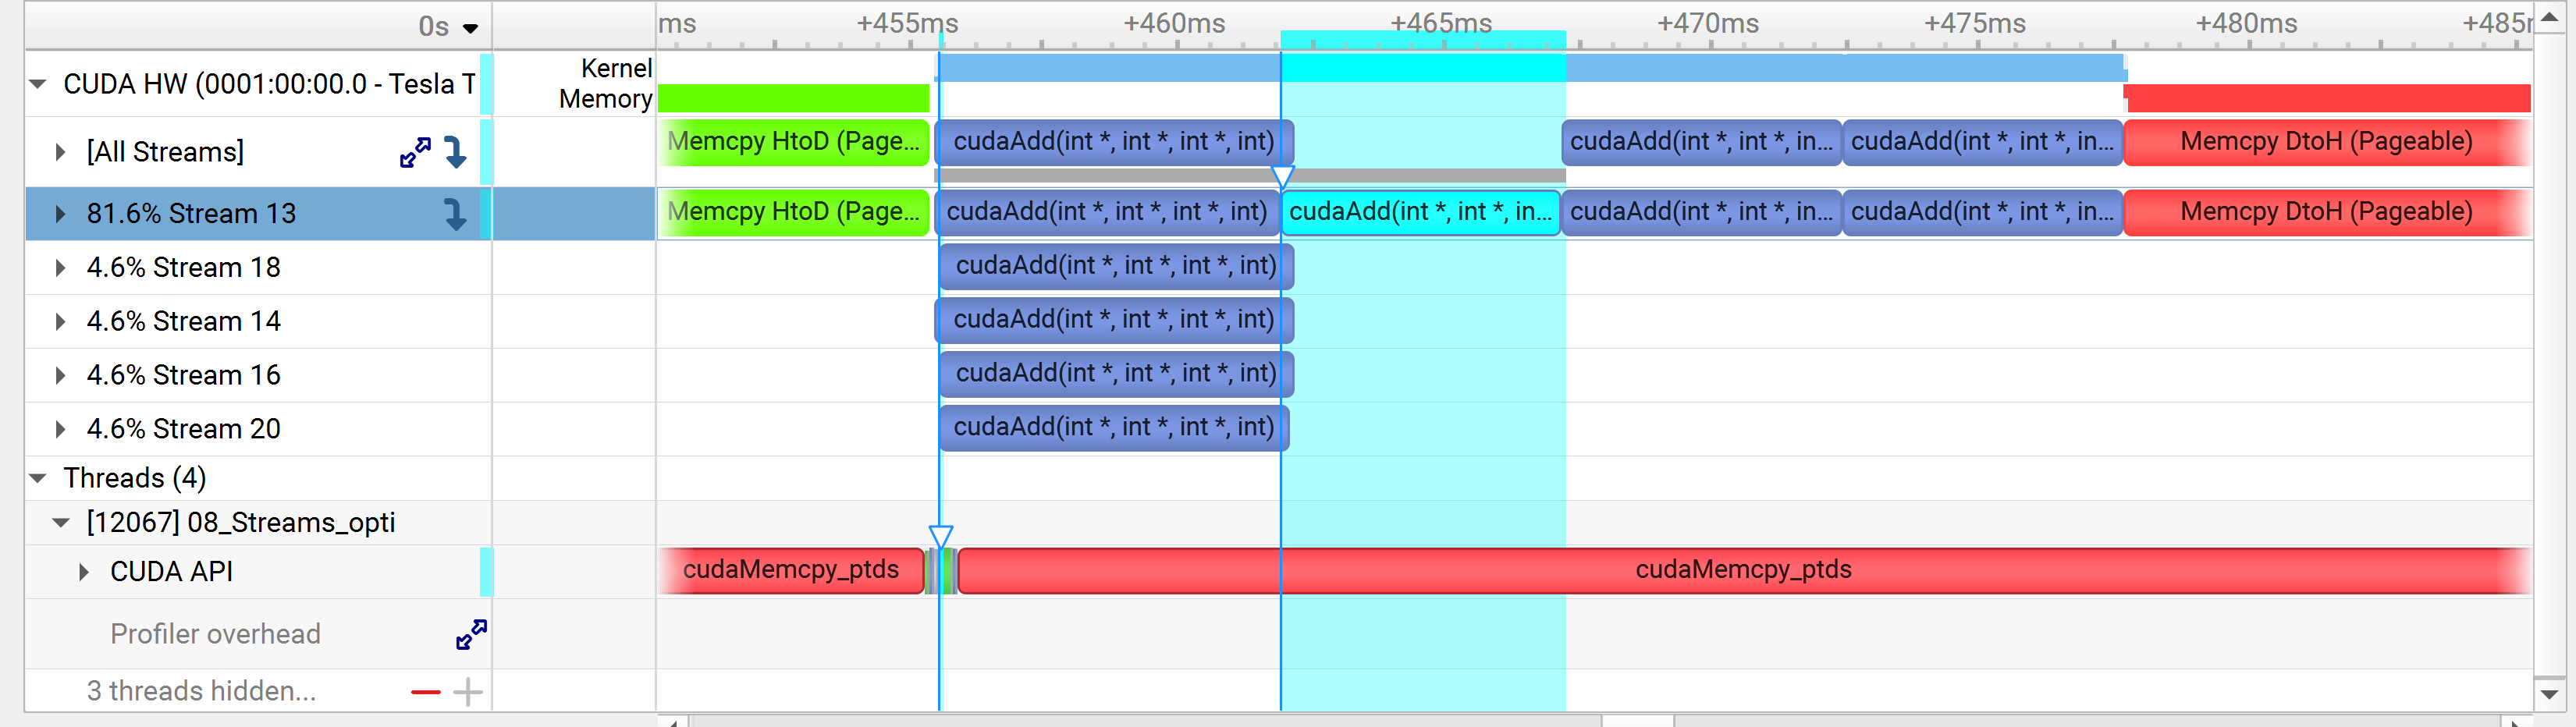 0s ms +455ms +460ms +465ms +470ms +475ms +480ms +485m
CUDA HW (0001:00:00.0 - Tesla T Kernel
Memory
[All Streams] Memcpy HtoD (Page... cudaAdd(int *, int *, int *, int) cudaAdd(int *, int *, in... cudaAdd(int *, int *, in... Memcpy DtoH (Pageable)
81.6% Stream 13 Memcpy HtoD (Page... cudaAdd(int *, int *, int *, int) cudaAdd(int *, int *, in... cudaAdd(int *, int *, in... cudaAdd(int *, int *, in... Memcpy DtoH (Pageable)
4.6% Stream 18 cudaAdd(int *, int *, int *, int)
4.6% Stream 14 cudaAdd(int *, int *, int *, int)
4.6% Stream 16 cudaAdd(int *, int *, int *, int)
4.6% Stream 20 cudaAdd(int *, int *, int *, int)
Threads (4)
[12067] 08_Streams_opti
CUDA API cudaMemcpy_ptds cudaMemcpy_ptds
Profiler overhead
3 threads hidden...